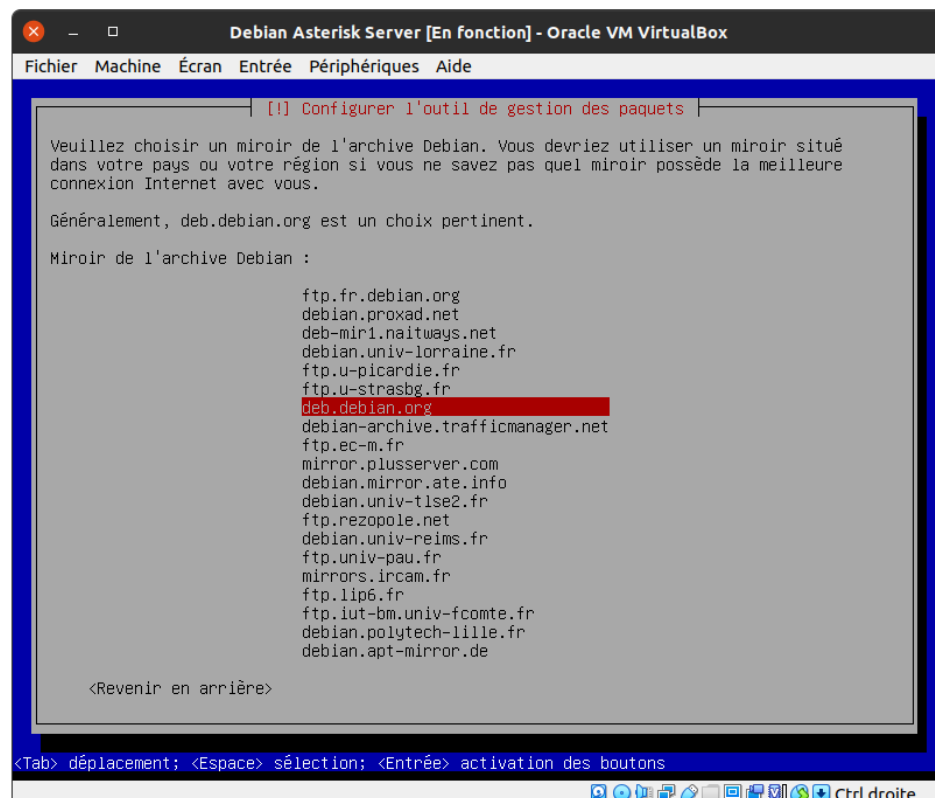 Debian Asterisk Server [En fonction] - Oracle VM VirtualBox
Fichier Machine Écran Entrée Périphériques Aide
[!] Configurer l'outil de gestion des paquets
Veuillez choisir un miroir de l'archive Debian. Vous devriez utiliser un miroir situé
dans votre pays ou votre région si vous ne savez pas quel miroir possède la meilleure
connexion Internet avec vous.
Généralement, deb.debian.org est un choix pertinent.
Miroir de l'archive Debian :
ftp.fr.debian.org
debian.proxad.net
deb-mir1.naitways.net
debian.univ-lorraine.fr
ftp.u-picardie.fr
ftp.u-strasbg.fr
deb.debian.org
debian-archive.trafficmanager.net
ftp.ec-m.fr
mirror.plusserver.com
debian.mirror.ate.info
debian.univ-tlse2.fr
ftp.rezopole.net
debian.univ-reims.fr
ftp.univ-pau.fr
mirrors.ircam.fr
ftp.lip6.fr
ftp.iut-bm.univ-fcomte.fr
debian.polytech-lille.fr
debian.apt-mirror.de
<Revenir en arrière>
<Tab> déplacement; <Espace> sélection; <Entrée> activation des boutons
Ctrl droite